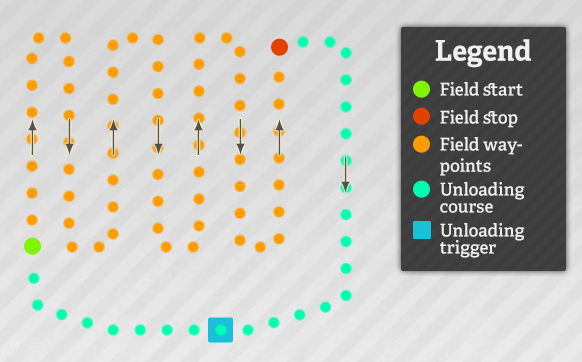 Legend
Field start
Field stop
Field way-
points
Unloading
course
Unloading
trigger